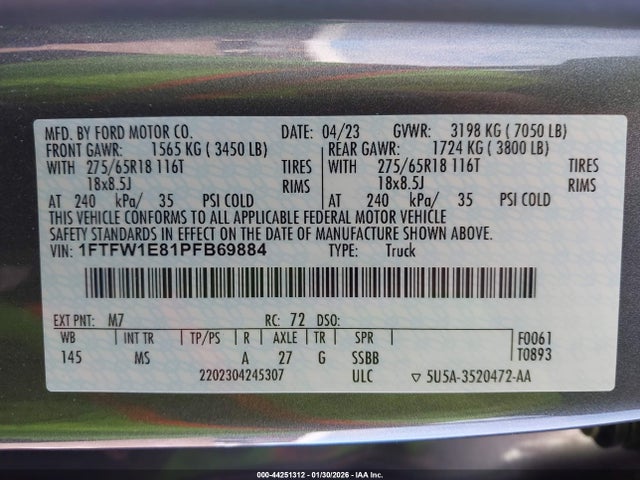 MFD. BY FORD MOTOR CO. DATE: 04/23 GVWR: 3198 KG ( 7050 LB)
FRONT GAWR: 1565 KG ( 3450 LB) REAR GAWR: 1724 KG ( 3800 LB)
WITH 275/65R18 116T TIRES 275/65R18 116T TIRES
18x8.5J RIMS 18x8.5J RIMS
AT 240 kPa/ 35 PSI COLD AT 240 kPa/ 35 PSI COLD
THIS VEHICLE CONFORMS TO ALL APPLICABLE FEDERAL MOTOR VEHICLE
SAFETY STANDARDS IN EFFECT ON THE DATE OF MANUFACTURE SHOWN ABOVE.
VIN: 1FTFW1E81PFB69884 TYPE: Truck
EXT PNT: M7 RC: 72 DSO:
WB INT TR TP/PS R AXLE TR SPR F0061
145 MS A 27 G SSBB T0893
2202304245307 ULC ▽ 5U5A-3520472-AA
000-44251312 - 01/30/2026 - IAA Inc.